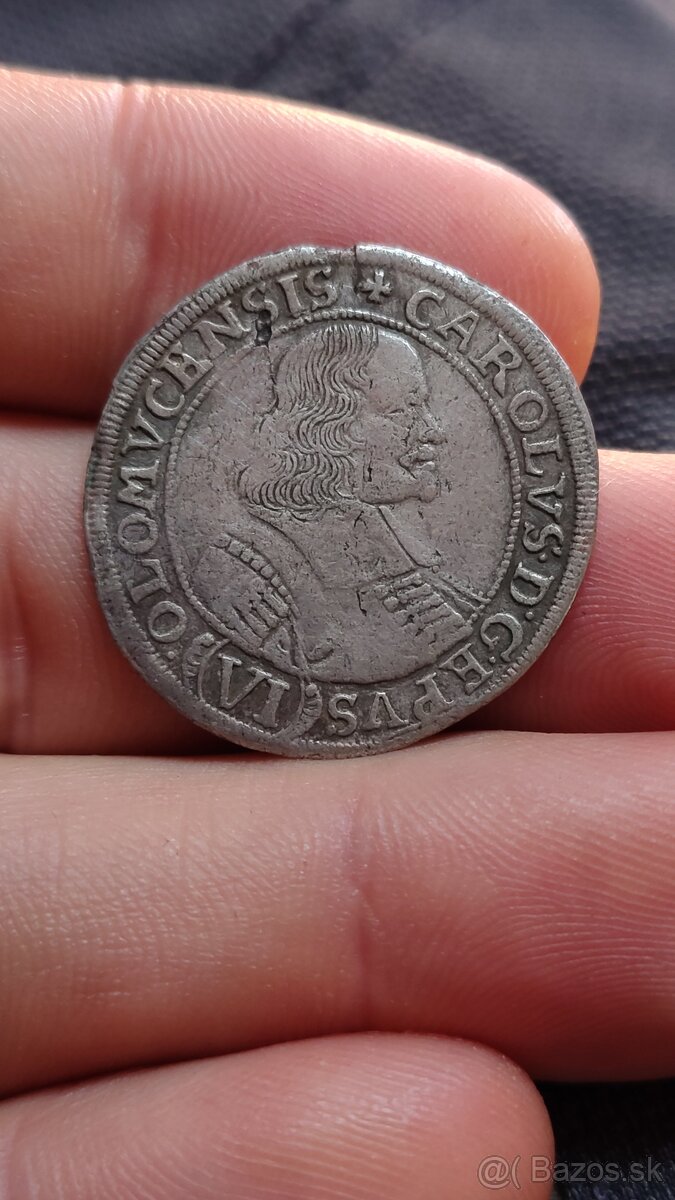 * CAROLVS · D · G · EPVS
(VI)
· OLOMVCENSIS
@( Bazos.sk